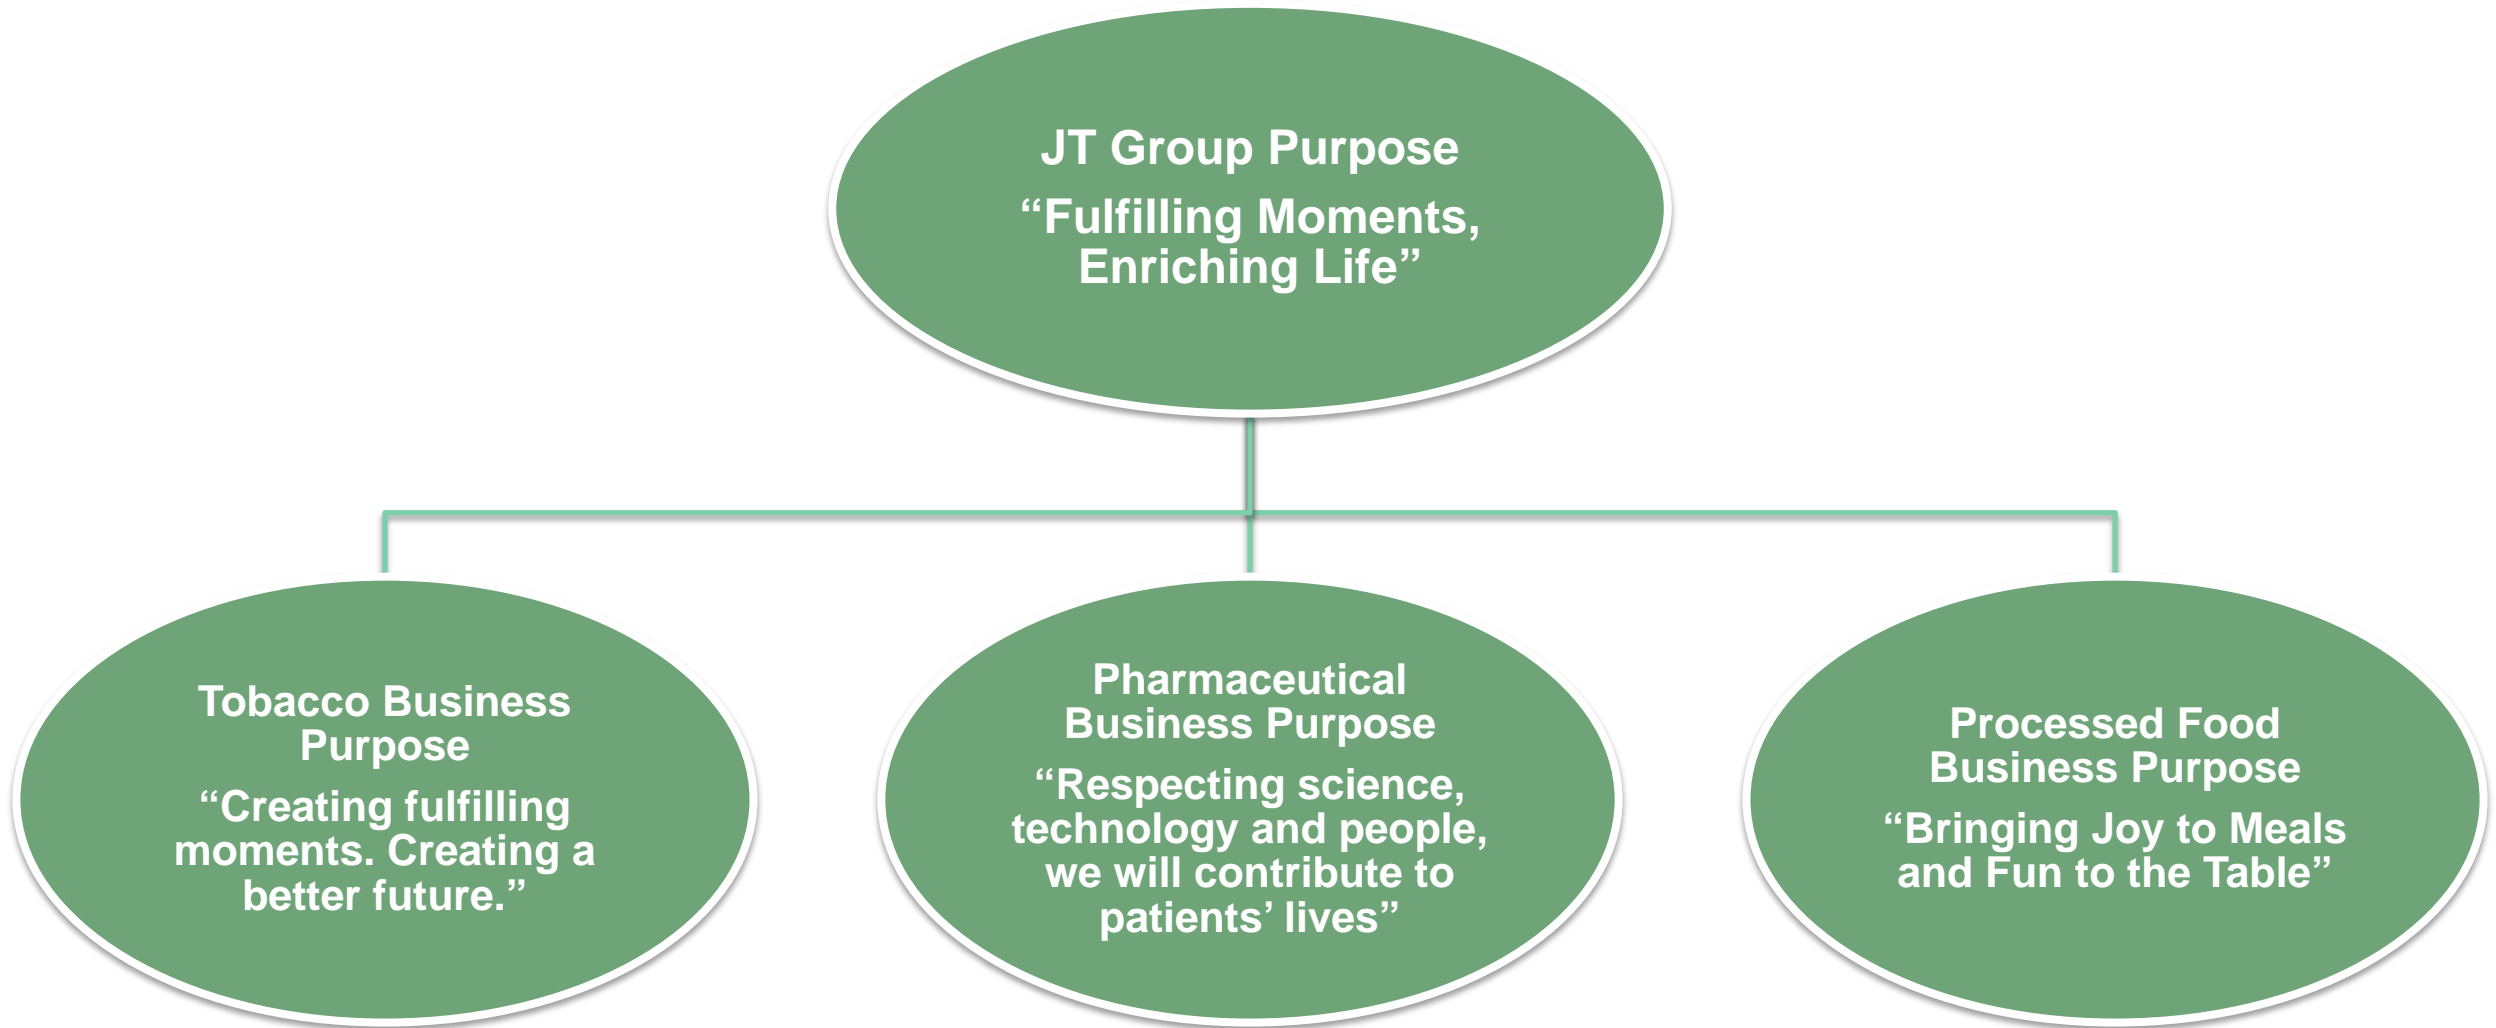 JT Group Purpose
“Fulfilling Moments,
Enriching Life”
Tobacco Business
Purpose
“Creating fulfilling
moments. Creating a
better future.”
Pharmaceutical
Business Purpose
“Respecting science,
technology and people,
we will contribute to
patients’ lives”
Processed Food
Business Purpose
“Bringing Joy to Meals
and Fun to the Table”